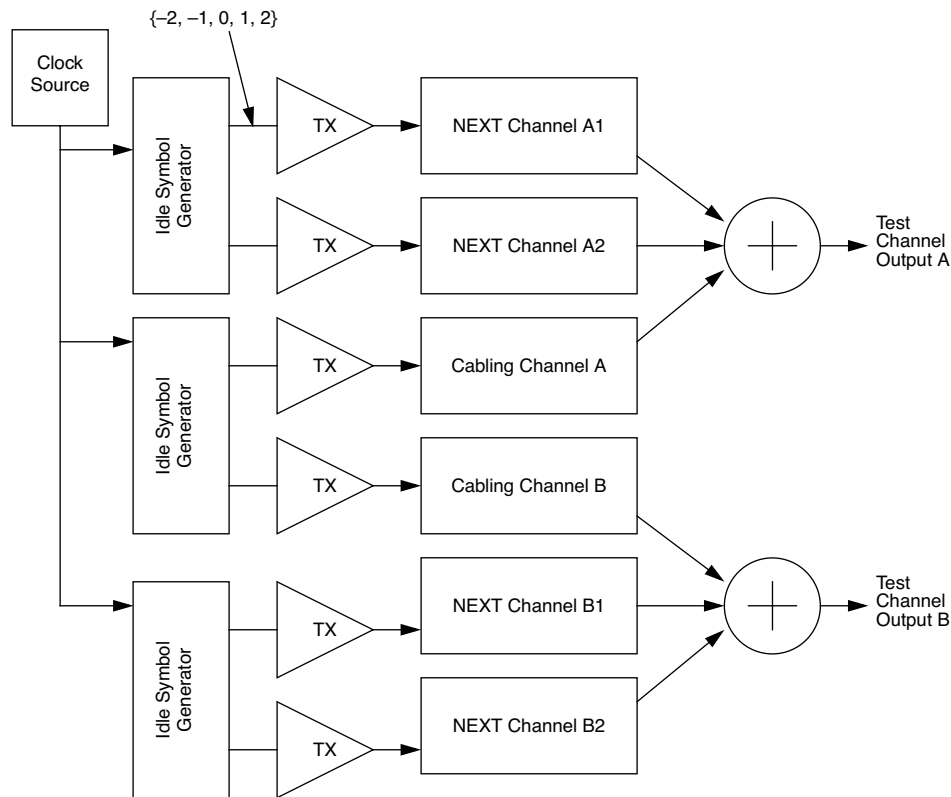 {–2, –1, 0, 1, 2}
Clock
Source
Idle Symbol
Generator
TX
NEXT Channel A1
TX
NEXT Channel A2
Test
Channel
Output A
Idle Symbol
Generator
TX
Cabling Channel A
TX
Cabling Channel B
Idle Symbol
Generator
TX
NEXT Channel B1
Test
Channel
Output B
TX
NEXT Channel B2